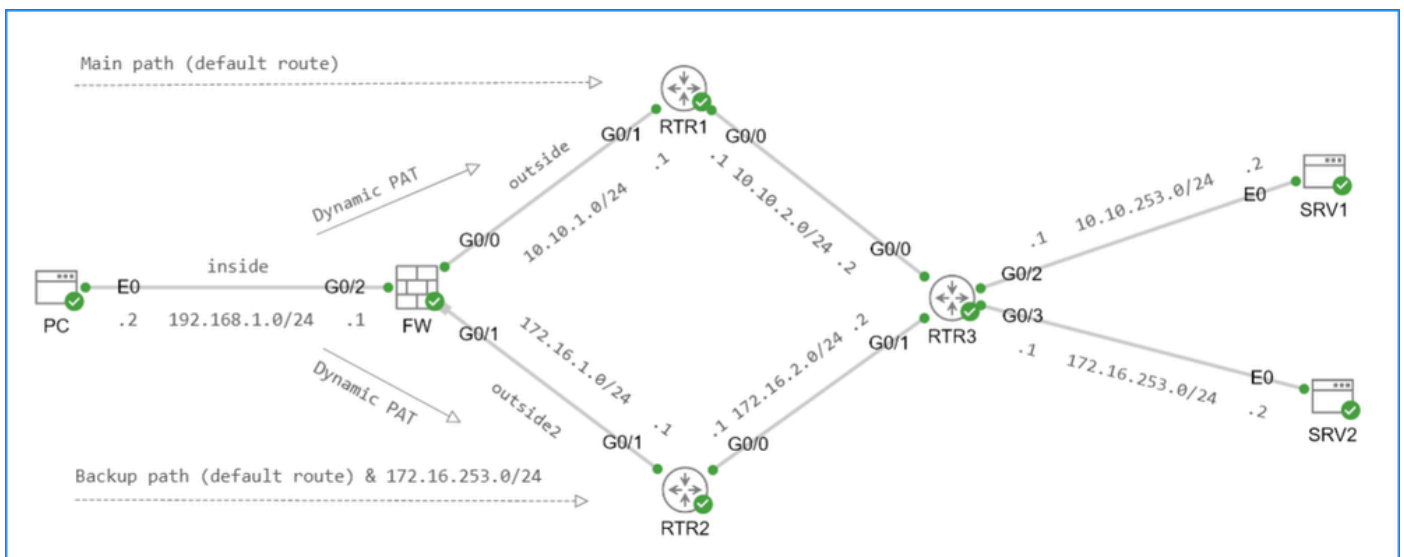 Main path (default route)
RTR1
G0/1
G0/0
outside
.1
.1 10.10.2.0/24 .2
Dynamic PAT
10.10.1.0/24
G0/0
G0/0
.2
10.10.253.0/24
.1
E0
SRV1
G0/2
inside
E0
G0/2
PC
.2 192.168.1.0/24 .1
FW
G0/1
172.16.1.0/24
.1
outside2
Dynamic PAT
G0/1
RTR3
G0/3
G0/1
.1 172.16.2.0/24 .2
.1 172.16.253.0/24 .2
E0
SRV2
G0/0
Backup path (default route) & 172.16.253.0/24
RTR2